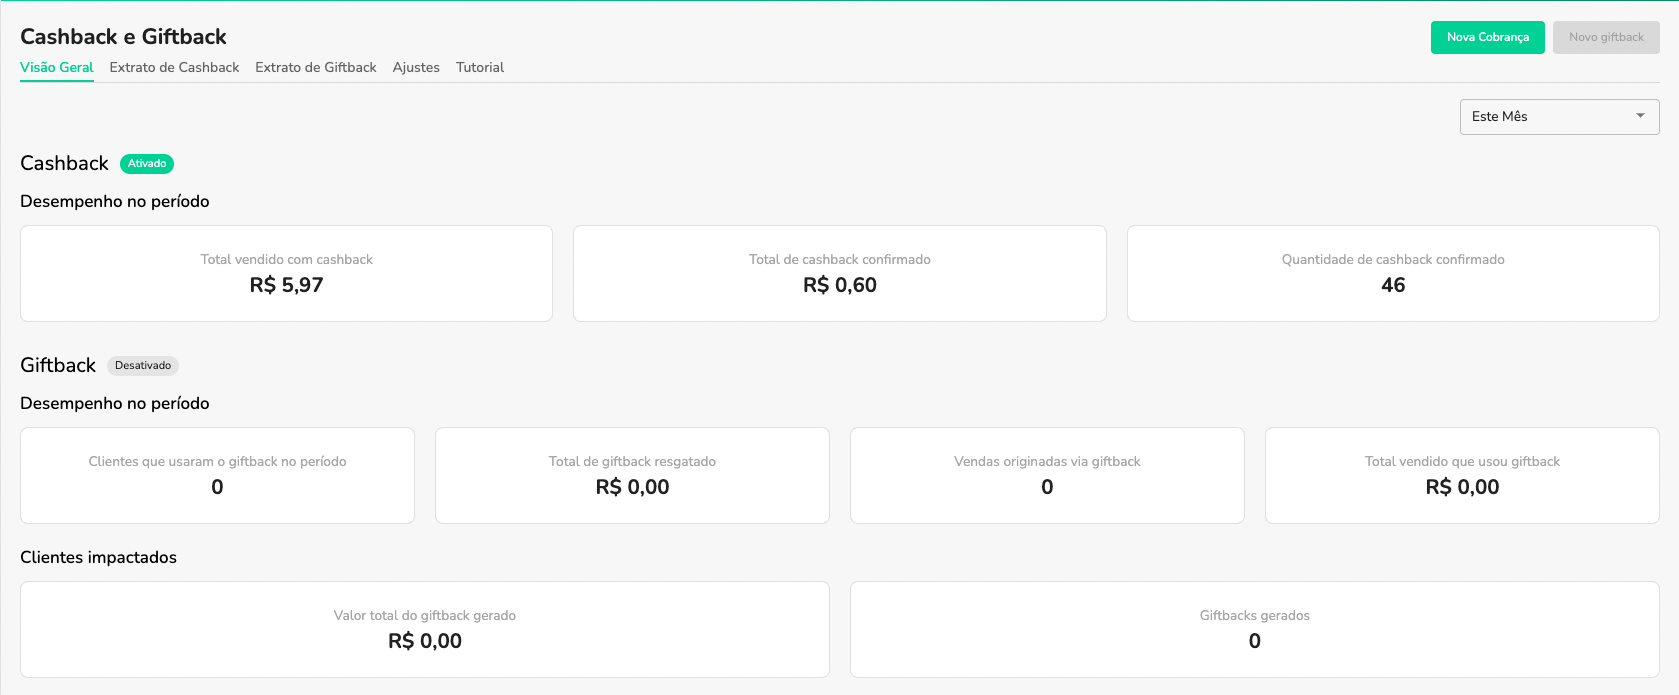 Cashback e Giftback
Nova Cobrança
Novo giftback
Visão Geral
Extrato de Cashback
Extrato de Giftback
Ajustes
Tutorial
Este Mês
Cashback
Ativado
Desempenho no período
Total vendido com cashback
R$ 5,97
Total de cashback confirmado
R$ 0,60
Quantidade de cashback confirmado
46
Giftback
Desativado
Desempenho no período
Clientes que usaram o giftback no período
0
Total de giftback resgatado
R$ 0,00
Vendas originadas via giftback
0
Total vendido que usou giftback
R$ 0,00
Clientes impactados
Valor total do giftback gerado
R$ 0,00
Giftbacks gerados
0